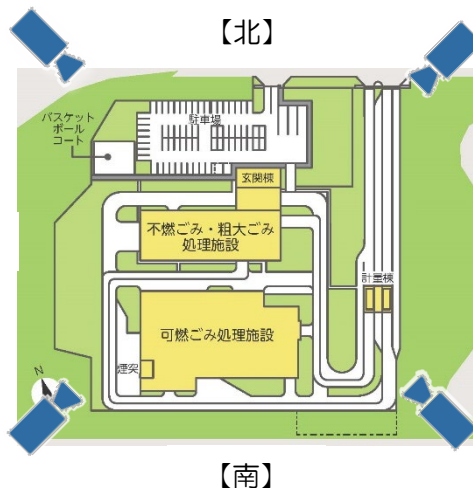 【北】
バスケット
ボール
コート
駐車場
玄関棟
不燃ごみ・粗大ごみ
処理施設
計量棟
可燃ごみ処理施設
煙突
N
【南】